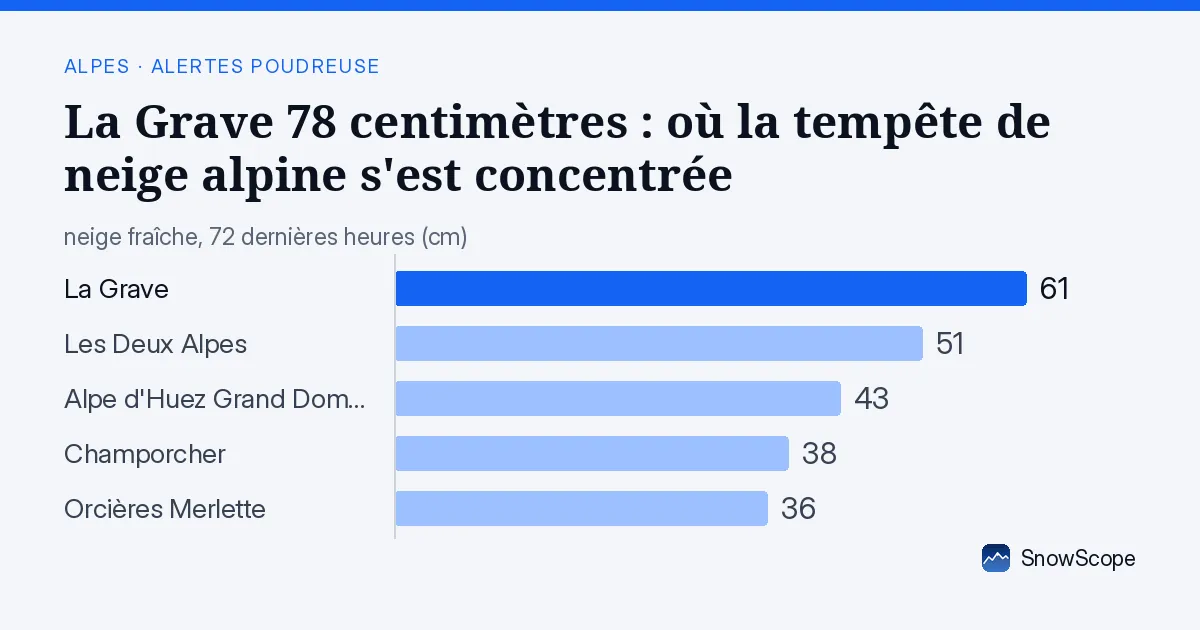 ALPES · ALERTES POUDREUSE
La Grave 78 centimètres : où la tempête de
neige alpine s'est concentrée
neige fraîche, 72 dernières heures (cm)
La Grave 61
Les Deux Alpes 51
Alpe d'Huez Grand Dom... 43
Champorcher 38
Orcières Merlette 36
SnowScope